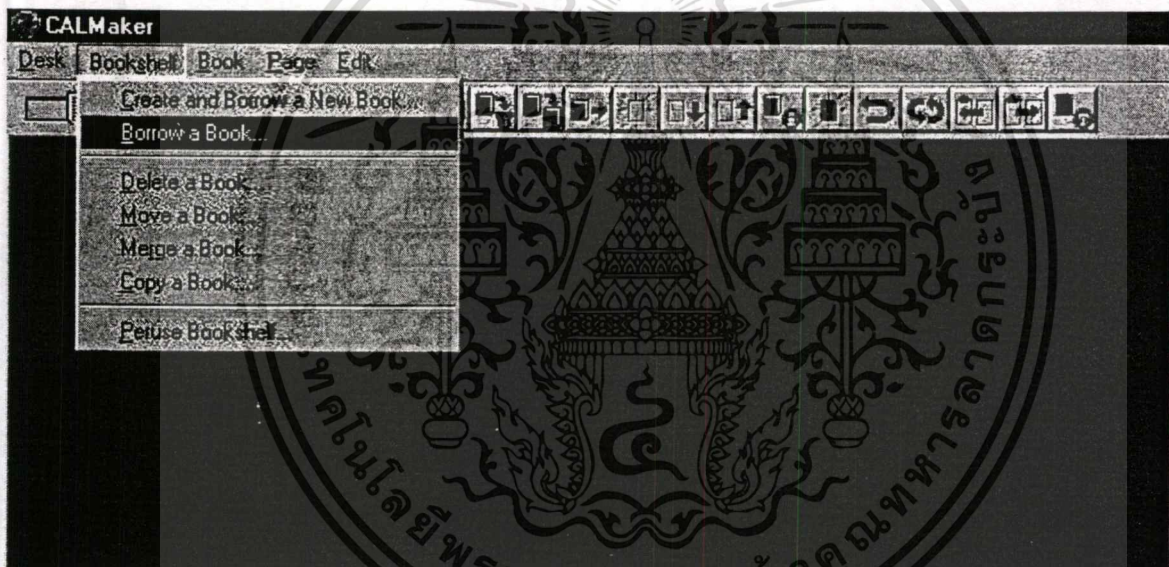 CALMaker
Desk Bookshelf Book Page Edit
Create and Borrow a New Book...
Borrow a Book...
Delete a Book...
Move a Book...
Merge a Book...
Copy a Book...
Peruse Bookshelf...